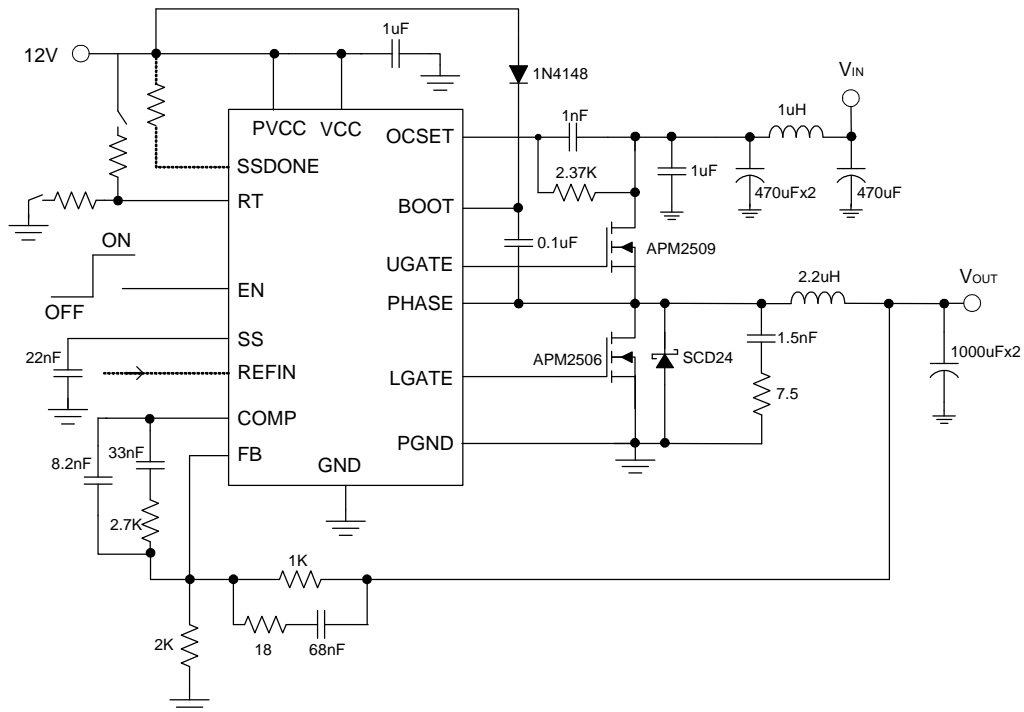 1uF
12V
1N4148
VIN
1uH
PVCC
VCC
OCSET
1nF
SSDONE
2.37K
1uF
470uFx2
470uF
RT
BOOT
ON
0.1uF
APM2509
UGATE
OFF
EN
PHASE
2.2uH
VOUT
SS
1.5nF
22nF
APM2506
SCD24
1000uFx2
REFIN
LGATE
7.5
COMP
PGND
8.2nF
33nF
FB
GND
2.7K
1K
2K
18
68nF